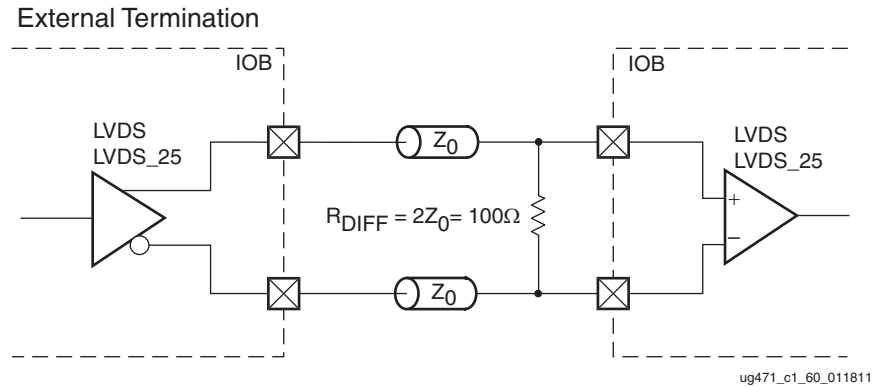 External Termination
IOB
IOB
LVDS
LVDS_25
Z0
LVDS
LVDS_25
RDIFF = 2Z0= 100Ω
+
–
Z0
ug471_c1_60_011811